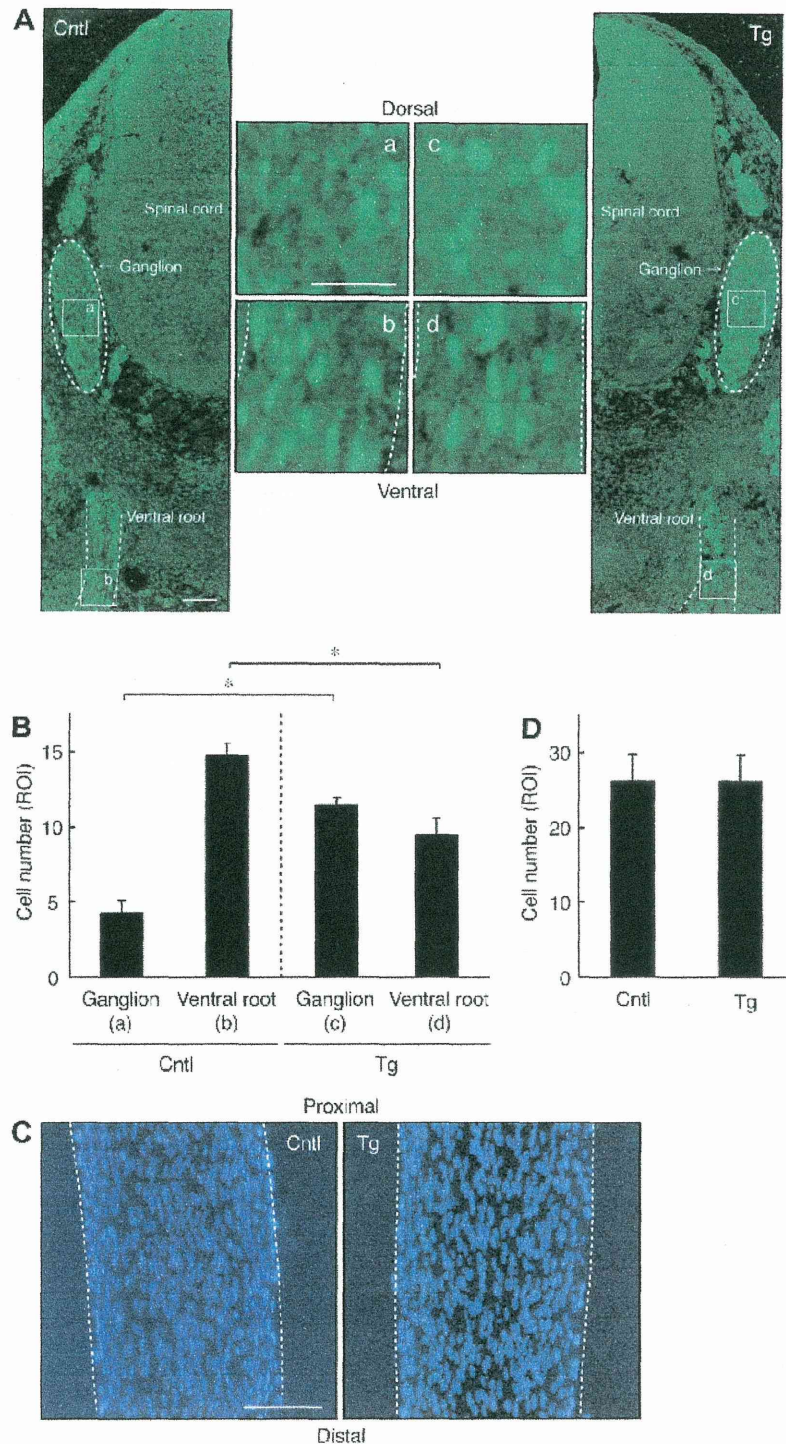 A
Cntl
Tg
Dorsal
a
c
Spinal cord
Spinal cord
Ganglion
Ganglion
a
c
b
d
Ventral
Ventral root
Ventral root
b
d
*
*
B
Cell number (ROI)
15
10
5
0
Ganglion
(a)
Ventral root
(b)
Ganglion
(c)
Ventral root
(d)
Cntl
Tg
D
Cell number (ROI)
30
20
10
0
Cntl
Tg
Proximal
C
Cntl
Tg
Distal